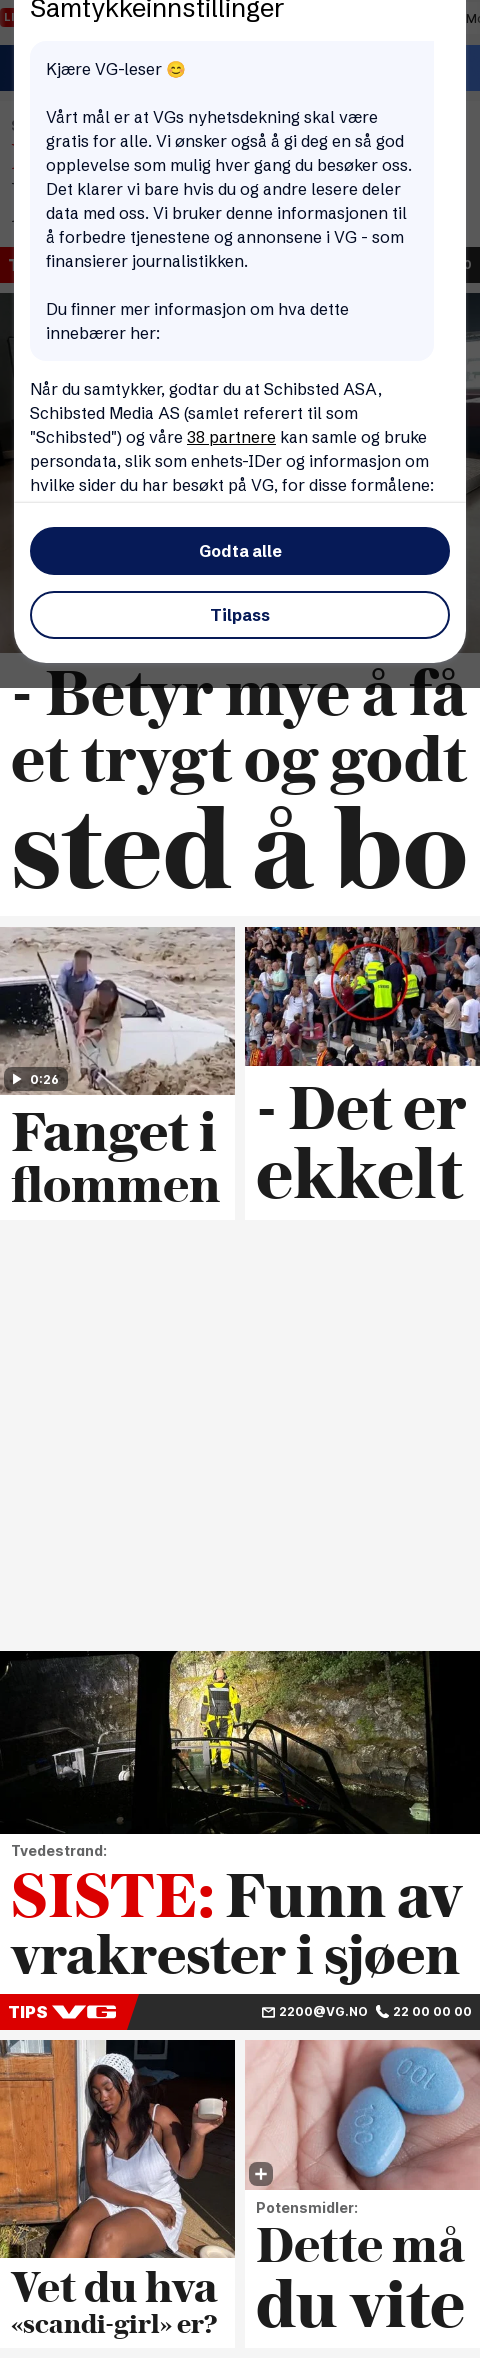 Samtykkeinnstillinger
Kjære VG-leser 😊
Vårt mål er at VGs nyhetsdekning skal være
gratis for alle. Vi ønsker også å gi deg en så god
opplevelse som mulig hver gang du besøker oss.
Det klarer vi bare hvis du og andre lesere deler
data med oss. Vi bruker denne informasjonen til
å forbedre tjenestene og annonsene i VG - som
finansierer journalistikken.
Du finner mer informasjon om hva dette
innebærer her:
Når du samtykker, godtar du at Schibsted ASA,
Schibsted Media AS (samlet referert til som
"Schibsted") og våre 38 partnere kan samle og bruke
persondata, slik som enhets-IDer og informasjon om
hvilke sider du har besøkt på VG, for disse formålene:
Godta alle
Tilpass
- Betyr mye å få
et trygt og godt
sted å bo
0:26
Fanget i
flommen
- Det er
ekkelt
Tvedestrand:
SISTE: Funn av
vrakrester i sjøen
TIPS VG 2200@VG.NO 22 00 00 00
Vet du hva
«scandi-girl» er?
100
100
Potensmidler:
Dette må
du vite